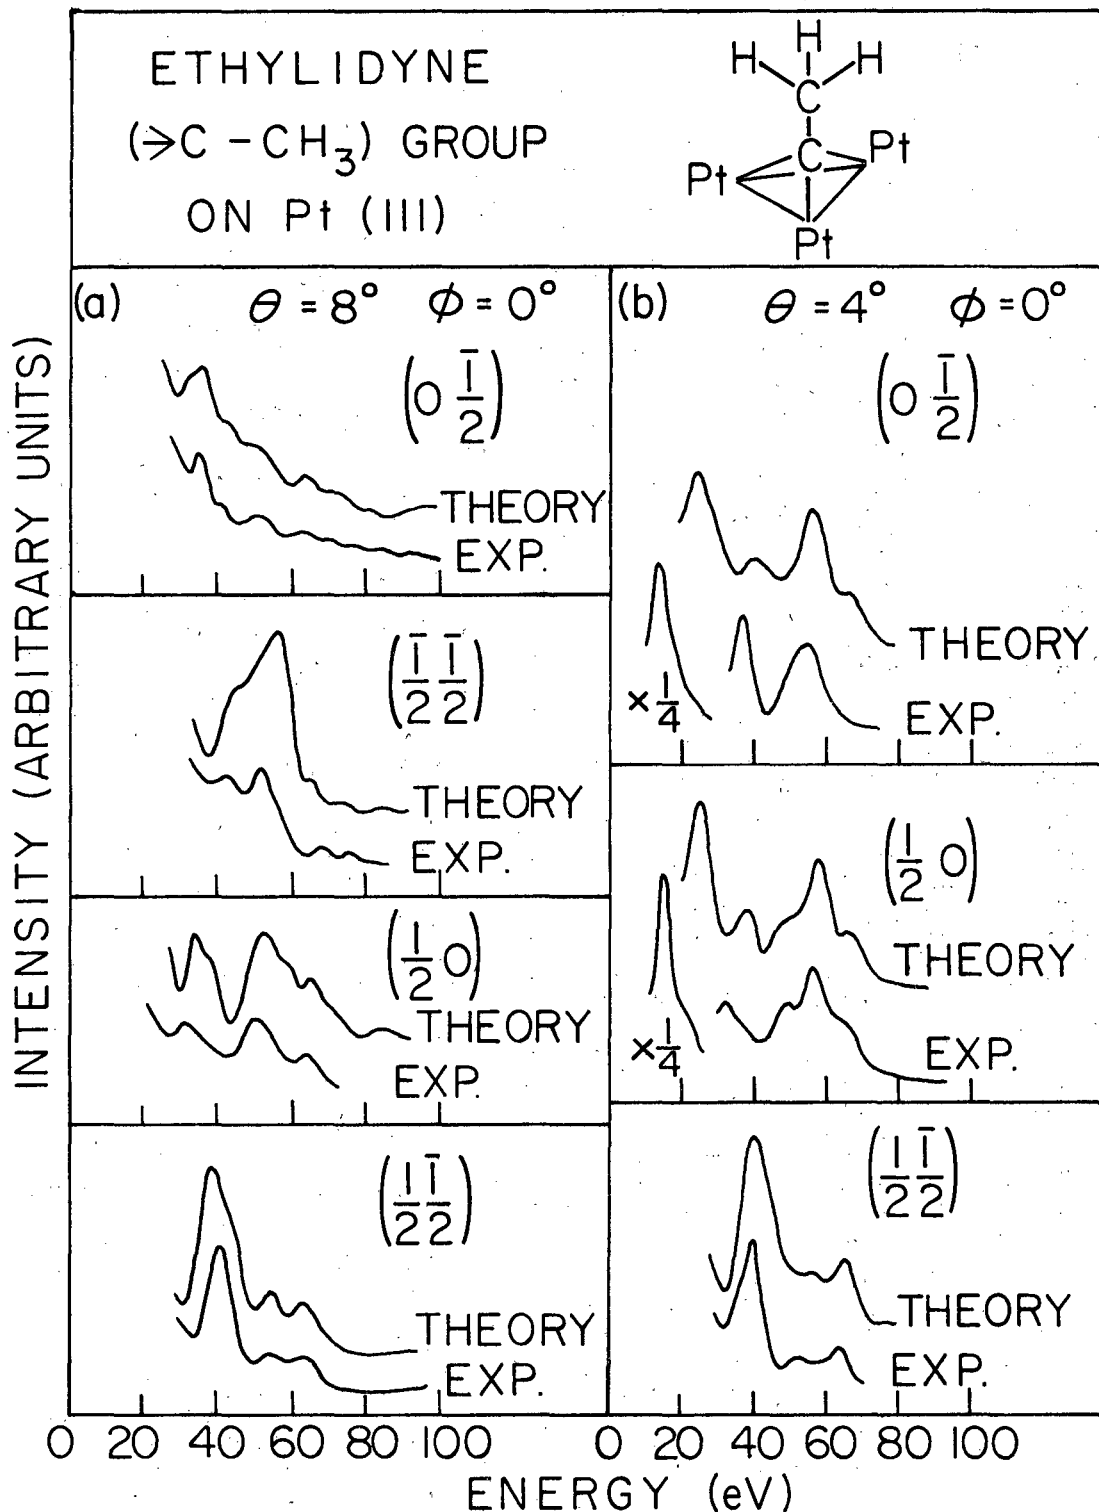 ETHYLIDYNE
(→C – CH₃) GROUP
ON Pt (111)
H
H H
C
C
Pt Pt
Pt
INTENSITY (ARBITRARY UNITS)
(a) θ = 8° φ = 0°
(0 1̅/2)
THEORY
EXP.
(1̅/2 1̅/2)
THEORY
EXP.
(1/2 0)
THEORY
EXP.
(1/2 1̅/2)
THEORY
EXP.
0 20 40 60 80 100
(b) θ = 4° φ = 0°
(0 1̅/2)
THEORY
× 1/4 EXP.
(1/2 0)
THEORY
× 1/4 EXP.
(1/2 1̅/2)
THEORY
EXP.
0 20 40 60 80 100
ENERGY (eV)